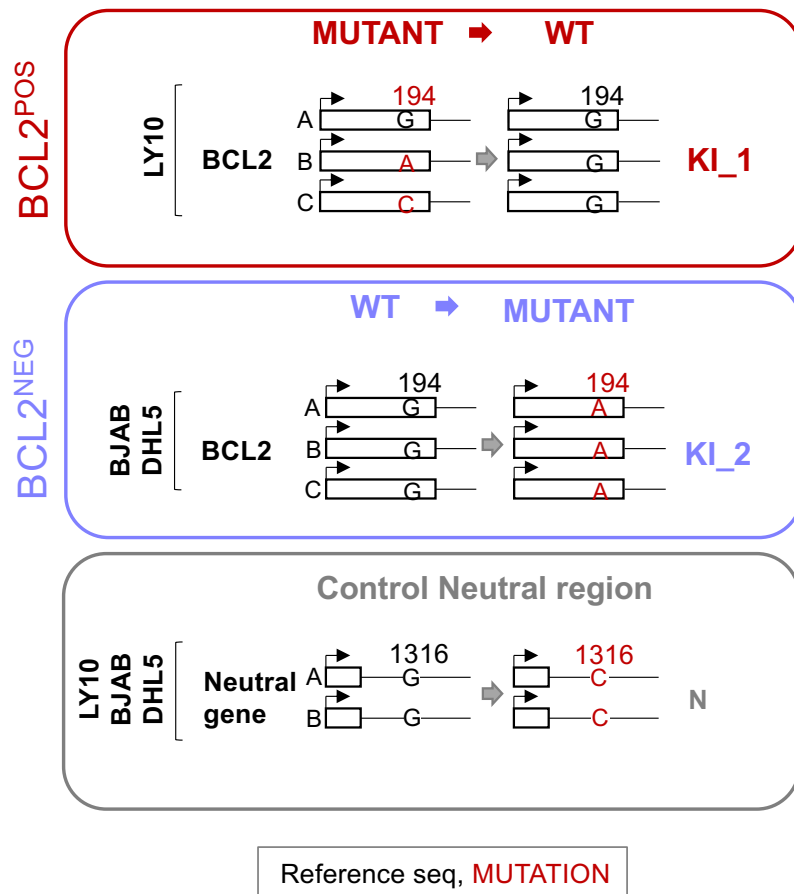 BCL2POS
MUTANT WT
LY10
BCL2
194 194
A G G
B A G
C C G
KI_1
BCL2NEG
WT MUTANT
BJAB
DHL5
BCL2
194 194
A G A
B G A
C G A
KI_2
Control Neutral region
LY10
BJAB
DHL5
Neutral
gene
1316 1316
A G C
B G C
N
Reference seq, MUTATION